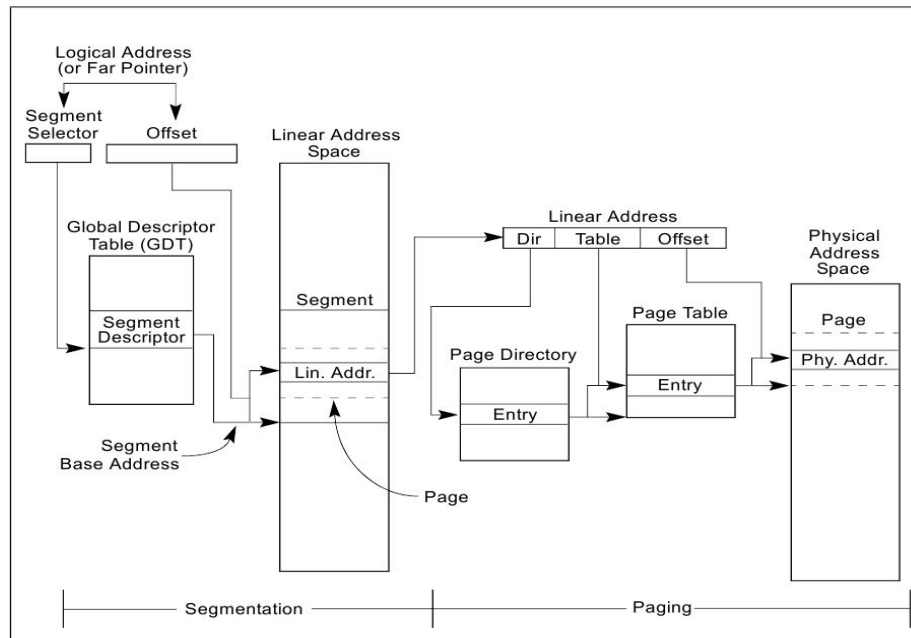 Logical Address
(or Far Pointer)
Segment
Selector
Offset
Linear Address
Space
Global Descriptor
Table (GDT)
Segment
Descriptor
Segment
Base Address
Segment
Lin. Addr.
Page
Linear Address
Dir
Table
Offset
Page Directory
Entry
Page Table
Entry
Physical
Address
Space
Page
Phy. Addr.
Segmentation
Paging